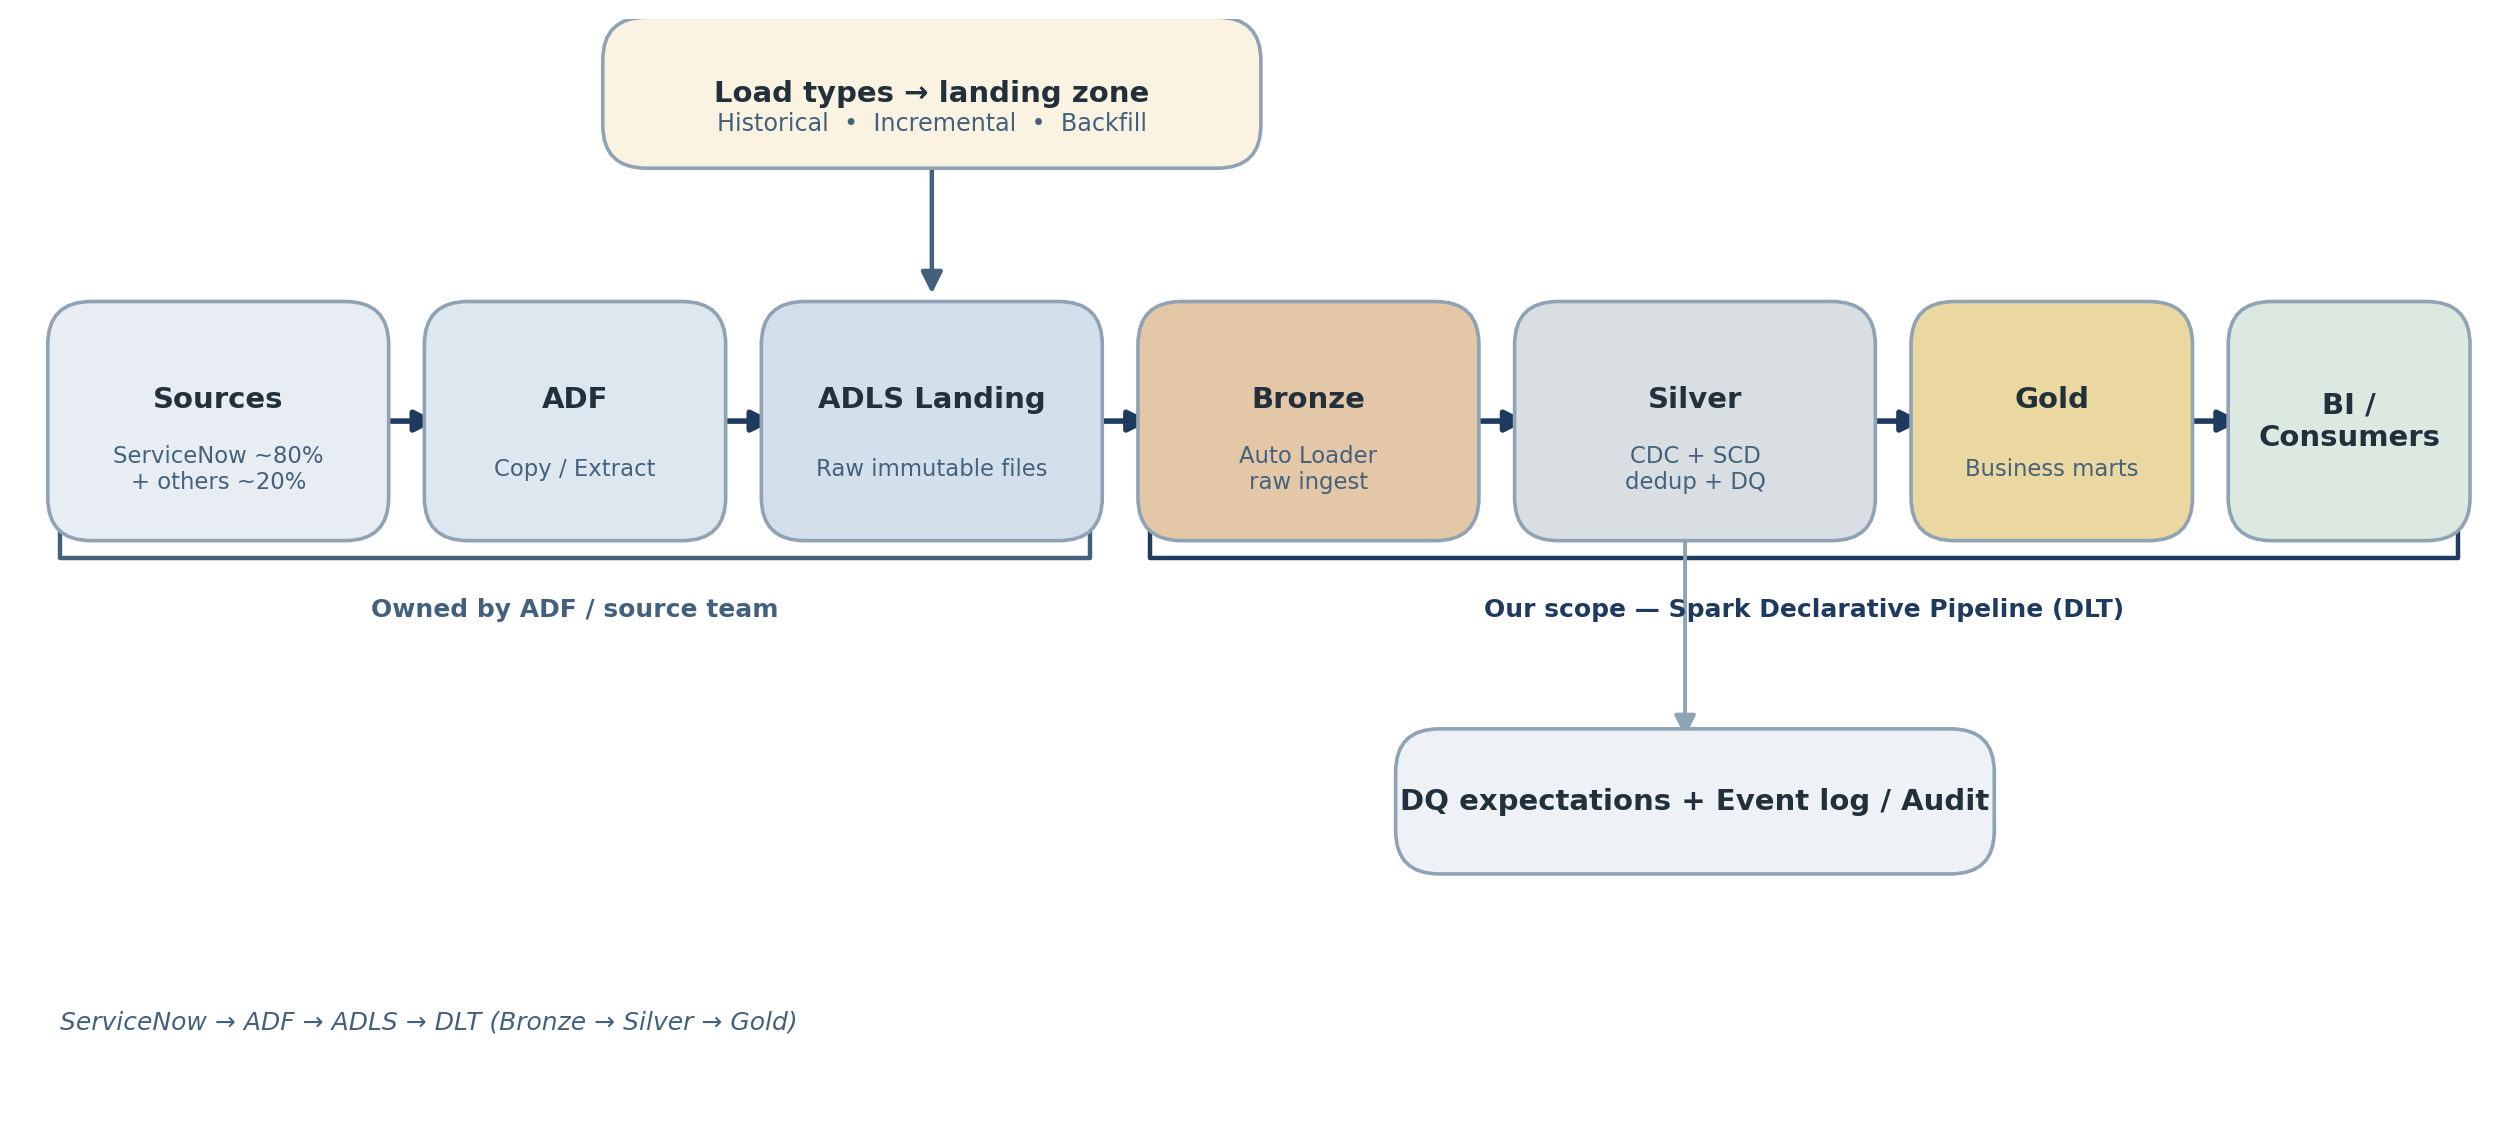 Load types → landing zone
Historical • Incremental • Backfill
Sources
ServiceNow ~80%
+ others ~20%
ADF
Copy / Extract
ADLS Landing
Raw immutable files
Bronze
Auto Loader
raw ingest
Silver
CDC + SCD
dedup + DQ
Gold
Business marts
BI /
Consumers
Owned by ADF / source team
Our scope — Spark Declarative Pipeline (DLT)
DQ expectations + Event log / Audit
ServiceNow → ADF → ADLS → DLT (Bronze → Silver → Gold)